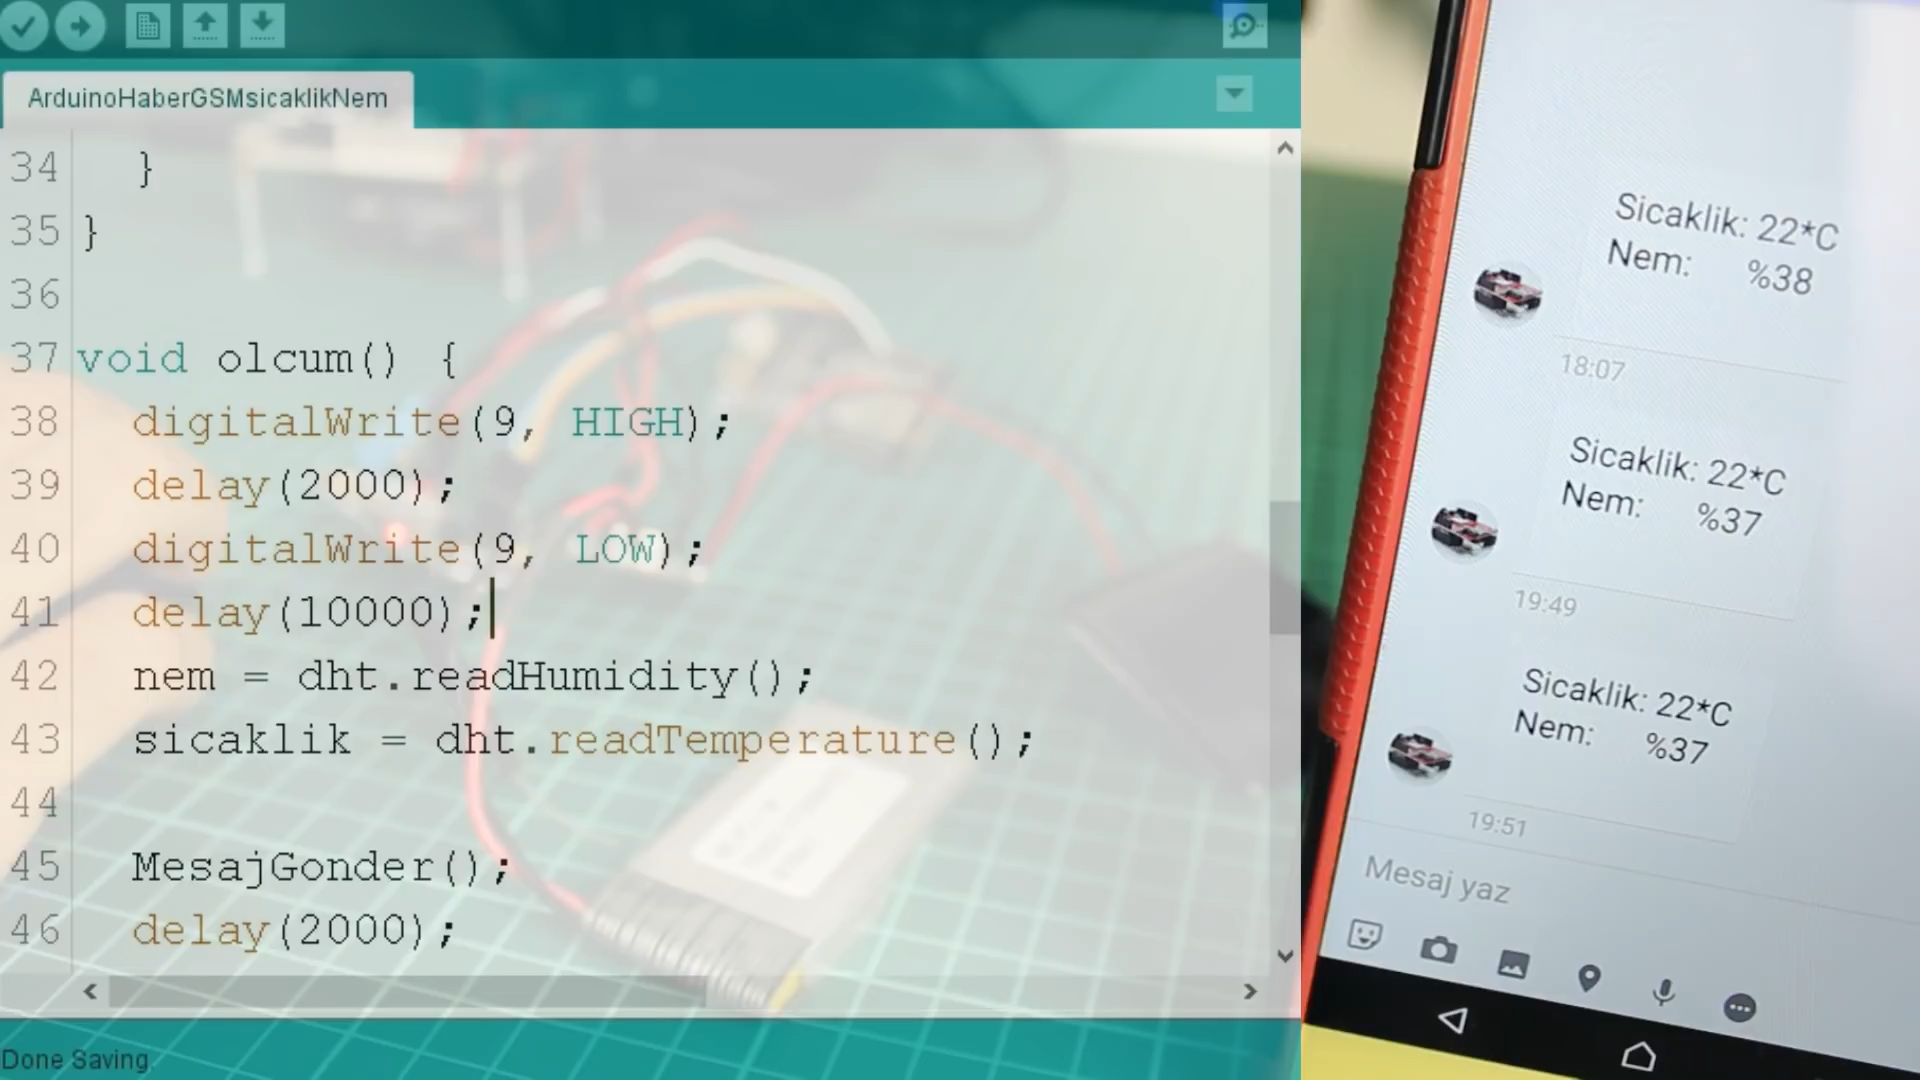 ArduinoHaberGSMsicaklikNem
34 }
35 }
36
37 void olcum() {
38 digitalWrite(9, HIGH);
39 delay(2000);
40 digitalWrite(9, LOW);
41 delay(10000);
42 nem = dht.readHumidity();
43 sicaklik = dht.readTemperature();
44
45 MesajGonder();
46 delay(2000);
Done Saving.
Sicaklik: 22*C
Nem: %38
18:07
Sicaklik: 22*C
Nem: %37
19:49
Sicaklik: 22*C
Nem: %37
19:51
Mesaj yaz